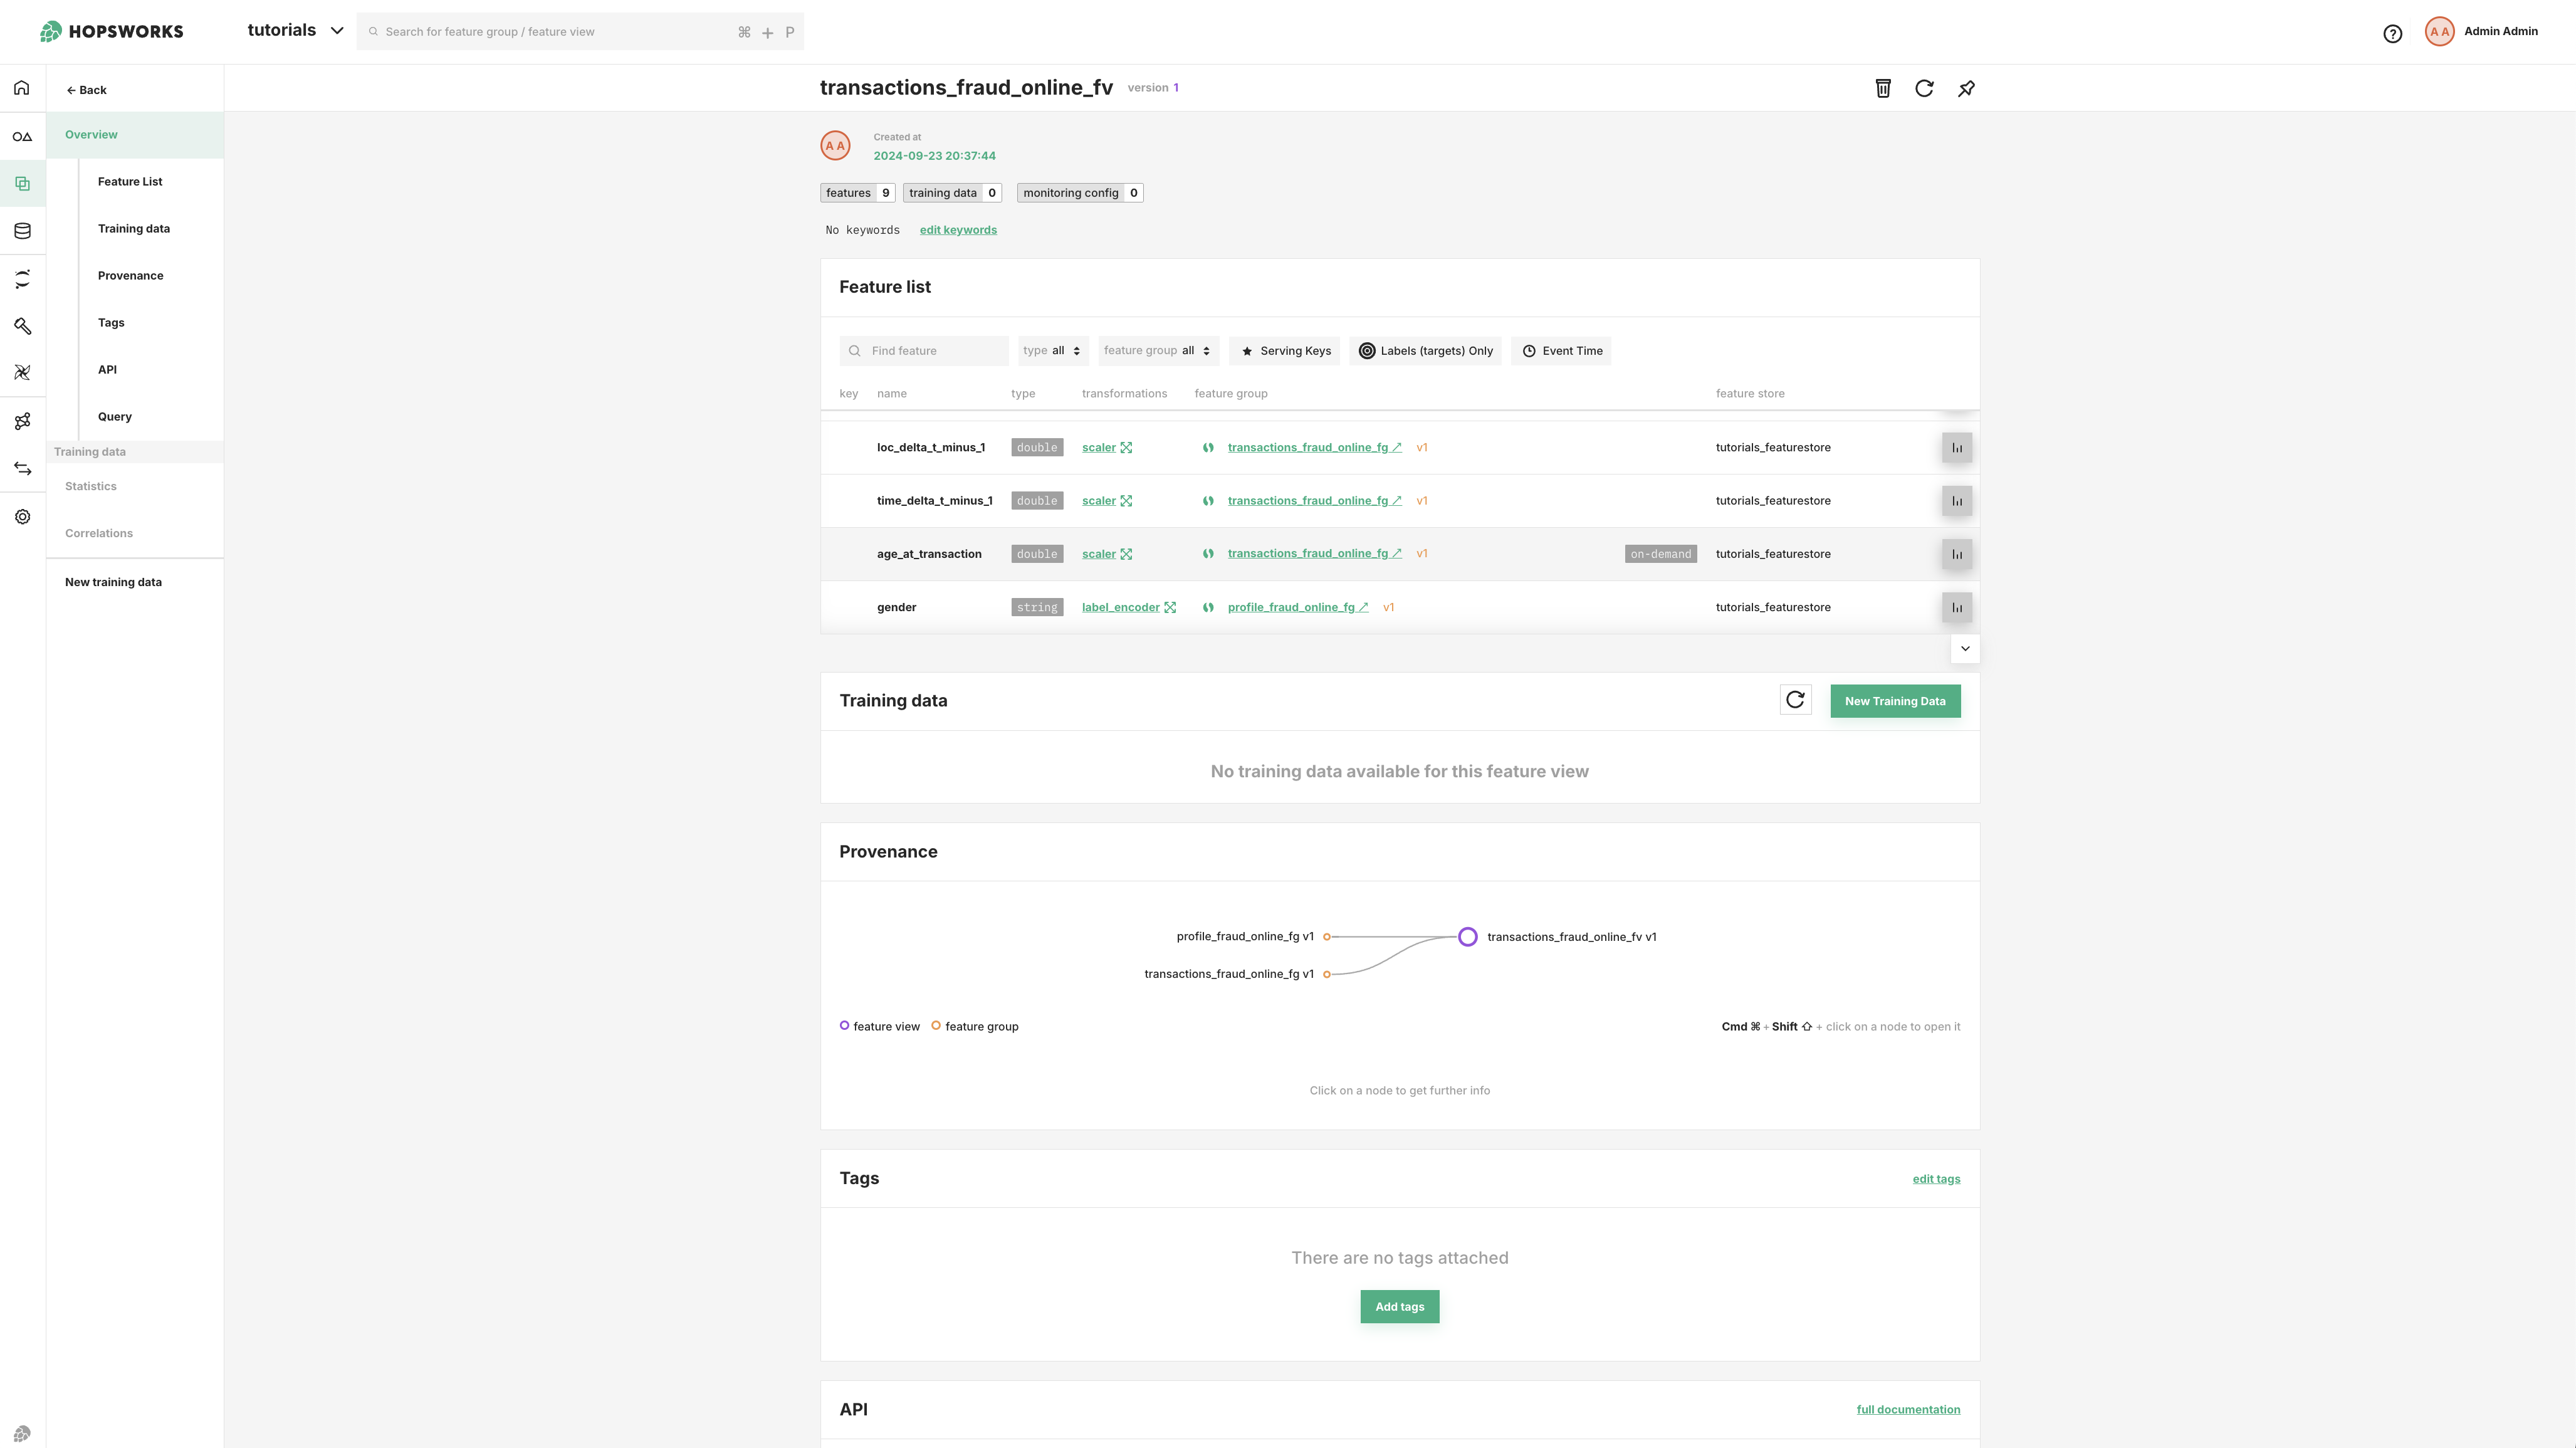 HOPSWORKS
tutorials
Search for feature group / feature view ⌘ + P
Admin Admin
A A
← Back
Overview
Feature List
Training data
Provenance
Tags
API
Query
Training data
Statistics
Correlations
New training data
transactions_fraud_online_fv version 1
A A
Created at
2024-09-23 20:37:44
features 9 training data 0 monitoring config 0
No keywords edit keywords
Feature list
Find feature type all feature group all Serving Keys Labels (targets) Only Event Time
key name type transformations feature group feature store
loc_delta_t_minus_1 double scaler transactions_fraud_online_fg v1 tutorials_featurestore
time_delta_t_minus_1 double scaler transactions_fraud_online_fg v1 tutorials_featurestore
age_at_transaction double scaler transactions_fraud_online_fg v1 on-demand tutorials_featurestore
gender string label_encoder profile_fraud_online_fg v1 tutorials_featurestore
Training data New Training Data
No training data available for this feature view
Provenance
profile_fraud_online_fg v1 transactions_fraud_online_fv v1
transactions_fraud_online_fg v1
feature view feature group Cmd ⌘ + Shift ⇧ + click on a node to open it
Click on a node to get further info
Tags edit tags
There are no tags attached
Add tags
API full documentation